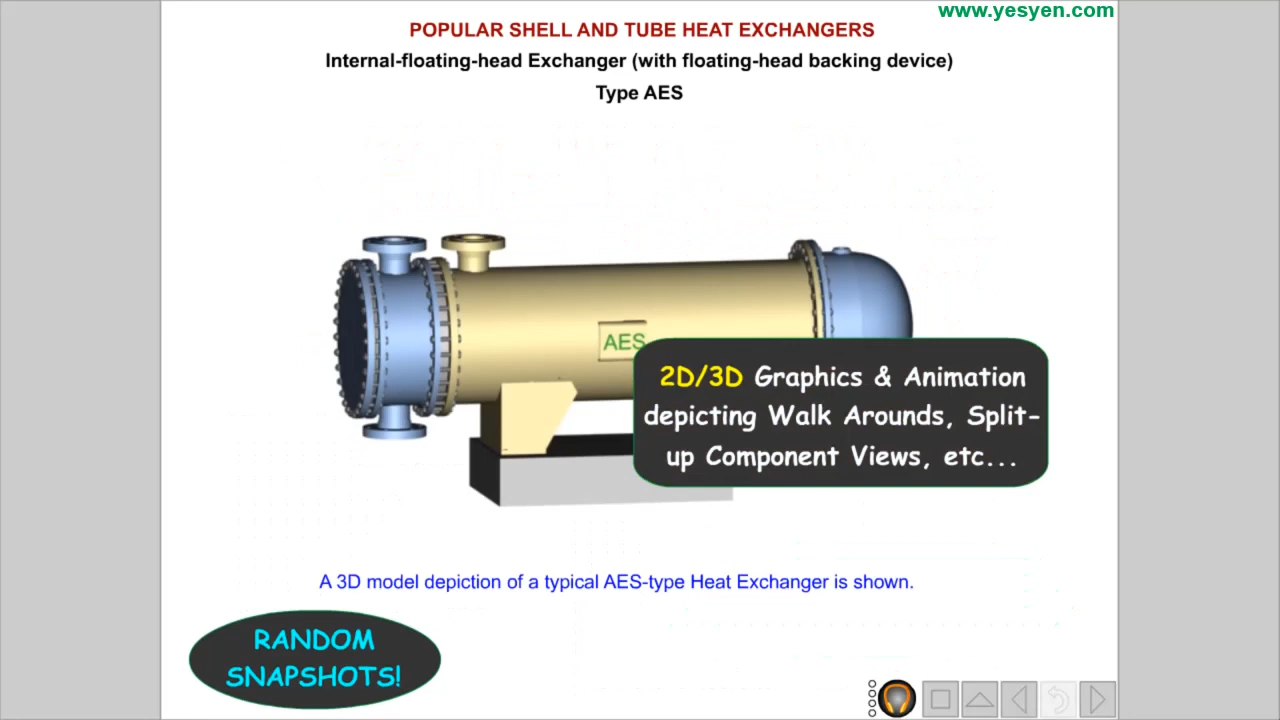 www.yesyen.com
POPULAR SHELL AND TUBE HEAT EXCHANGERS
Internal-floating-head Exchanger (with floating-head backing device)
Type AES
AES
2D/3D Graphics & Animation
depicting Walk Arounds, Split-
up Component Views, etc...
A 3D model depiction of a typical AES-type Heat Exchanger is shown.
RANDOM
SNAPSHOTS!